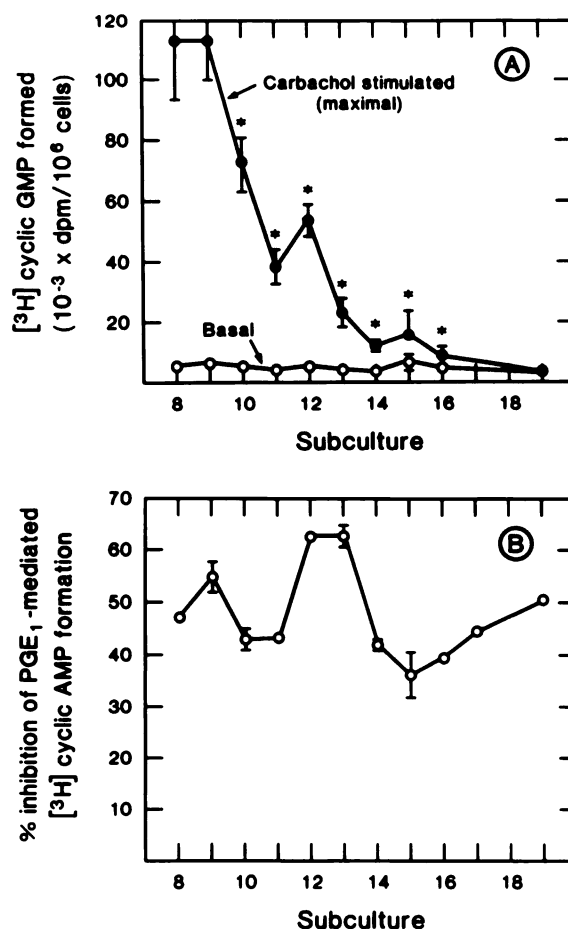 120
100
80
60
40
20
[³H] cyclic GMP formed
(10⁻³ x dpm/10⁶ cells)
A
Carbachol stimulated
(maximal)
*
*
*
*
*
*
*
Basal
8 10 12 14 16 18
Subculture
70
60
50
40
30
20
10
% inhibition of PGE₁-mediated
[³H] cyclic AMP formation
B
8 10 12 14 16 18
Subculture